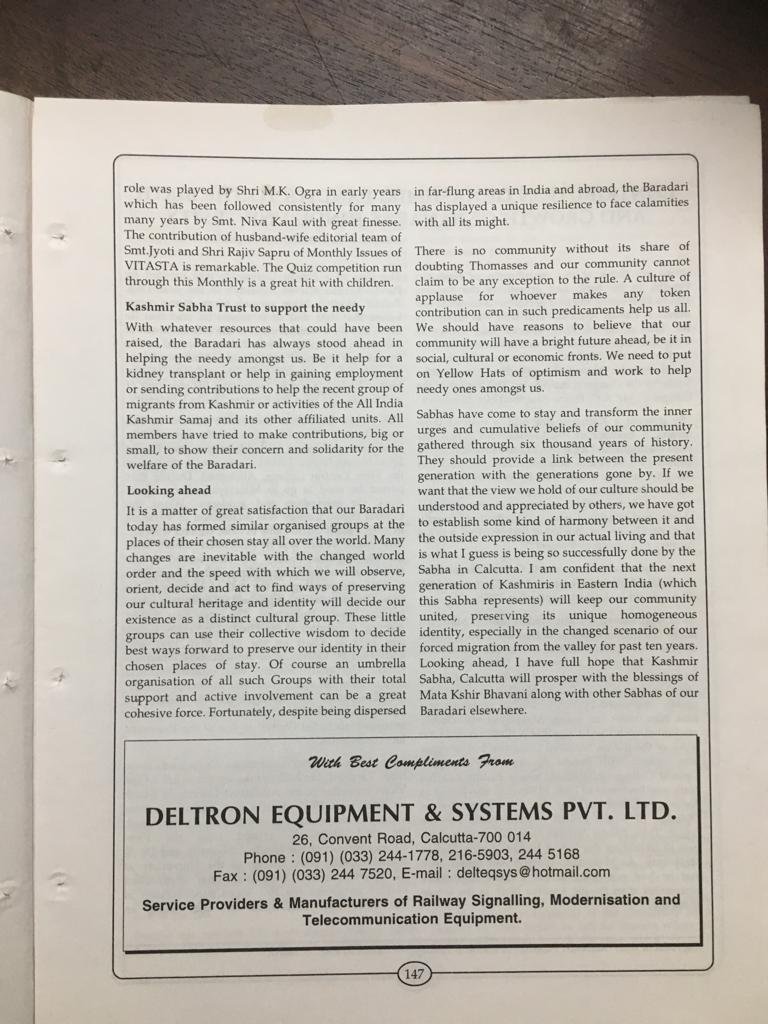 role was played by Shri M.K. Ogra in early years
which has been followed consistently for many
many years by Smt. Niva Kaul with great finesse.
The contribution of husband-wife editorial team of
Smt.Jyoti and Shri Rajiv Sapru of Monthly Issues of
VITASTA is remarkable. The Quiz competition run
through this Monthly is a great hit with children.
Kashmir Sabha Trust to support the needy
With whatever resources that could have been
raised, the Baradari has always stood ahead in
helping the needy amongst us. Be it help for a
kidney transplant or help in gaining employment
or sending contributions to help the recent group of
migrants from Kashmir or activities of the All India
Kashmir Samaj and its other affiliated units. All
members have tried to make contributions, big or
small, to show their concern and solidarity for the
welfare of the Baradari.
Looking ahead
It is a matter of great satisfaction that our Baradari
today has formed similar organised groups at the
places of their chosen stay all over the world. Many
changes are inevitable with the changed world
order and the speed with which we will observe,
orient, decide and act to find ways of preserving
our cultural heritage and identity will decide our
existence as a distinct cultural group. These little
groups can use their collective wisdom to decide
best ways forward to preserve our identity in their
chosen places of stay. Of course an umbrella
organisation of all such Groups with their total
support and active involvement can be a great
cohesive force. Fortunately, despite being dispersed
in far-flung areas in India and abroad, the Baradari
has displayed a unique resilience to face calamities
with all its might.
There is no community without its share of
doubting Thomasses and our community cannot
claim to be any exception to the rule. A culture of
applause for whoever makes any token
contribution can in such predicaments help us all.
We should have reasons to believe that our
community will have a bright future ahead, be it in
social, cultural or economic fronts. We need to put
on Yellow Hats of optimism and work to help
needy ones amongst us.
Sabhas have come to stay and transform the inner
urges and cumulative beliefs of our community
gathered through six thousand years of history.
They should provide a link between the present
generation with the generations gone by. If we
want that the view we hold of our culture should be
understood and appreciated by others, we have got
to establish some kind of harmony between it and
the outside expression in our actual living and that
is what I guess is being so successfully done by the
Sabha in Calcutta. I am confident that the next
generation of Kashmiris in Eastern India (which
this Sabha represents) will keep our community
united, preserving its unique homogeneous
identity, especially in the changed scenario of our
forced migration from the valley for past ten years.
Looking ahead, I have full hope that Kashmir
Sabha, Calcutta will prosper with the blessings of
Mata Kshir Bhavani along with other Sabhas of our
Baradari elsewhere.
With Best Compliments From
DELTRON EQUIPMENT & SYSTEMS PVT. LTD.
26, Convent Road, Calcutta-700 014
Phone : (091) (033) 244-1778, 216-5903, 244 5168
Fax : (091) (033) 244 7520, E-mail : delteqsys@hotmail.com
Service Providers & Manufacturers of Railway Signalling, Modernisation and
Telecommunication Equipment.
147